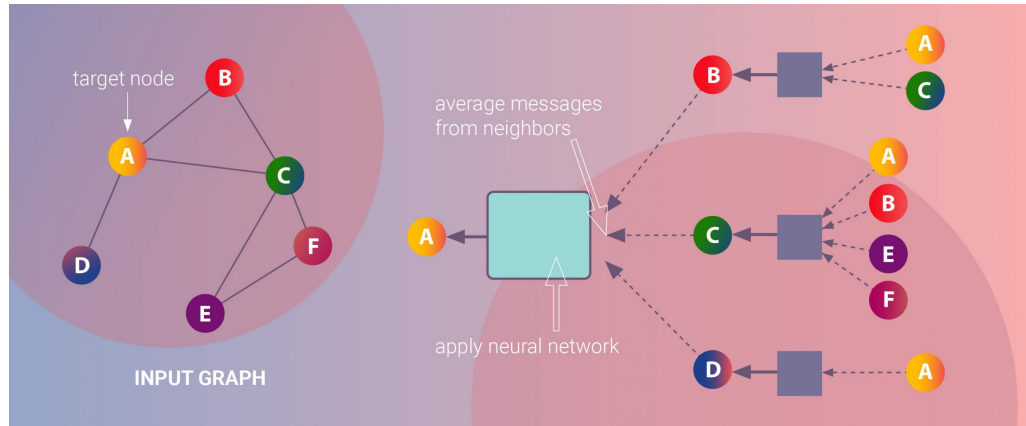 target node
B
A
C
F
D
E
INPUT GRAPH
average messages
from neighbors
A
apply neural network
B
A
C
C
A
B
E
F
D
A